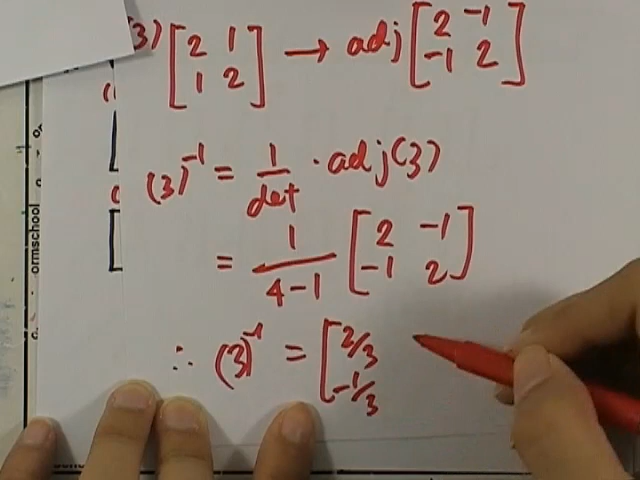 3) [2 1 → adj [2 -1
1 2] -1 2]
(3)⁻¹ = 1/det · adj(3)
= 1/(4-1) [2 -1
-1 2]
∴ (3)⁻¹ = [2/3
-1/3
ormschool